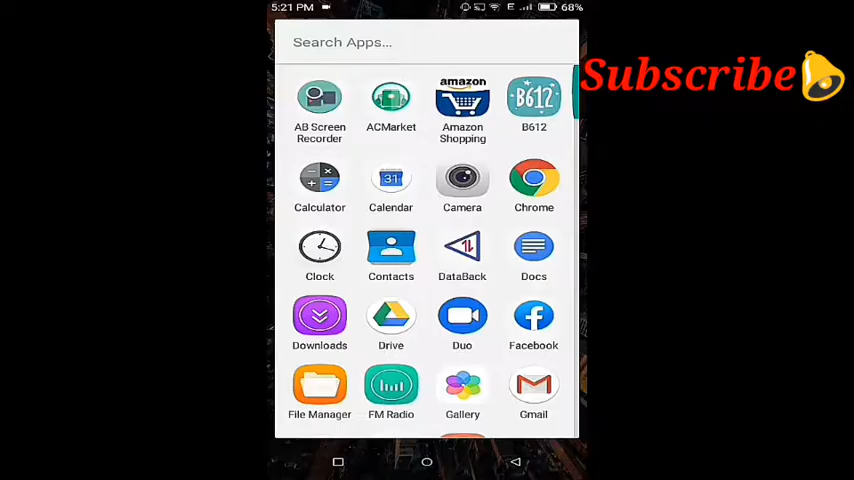 5:21 PM E 68%
Search Apps...
Subscribe
amazon
B612
AB Screen Recorder
ACMarket
Amazon Shopping
B612
31
Calculator
Calendar
Camera
Chrome
Clock
Contacts
DataBack
Docs
Downloads
Drive
Duo
Facebook
File Manager
FM Radio
Gallery
Gmail